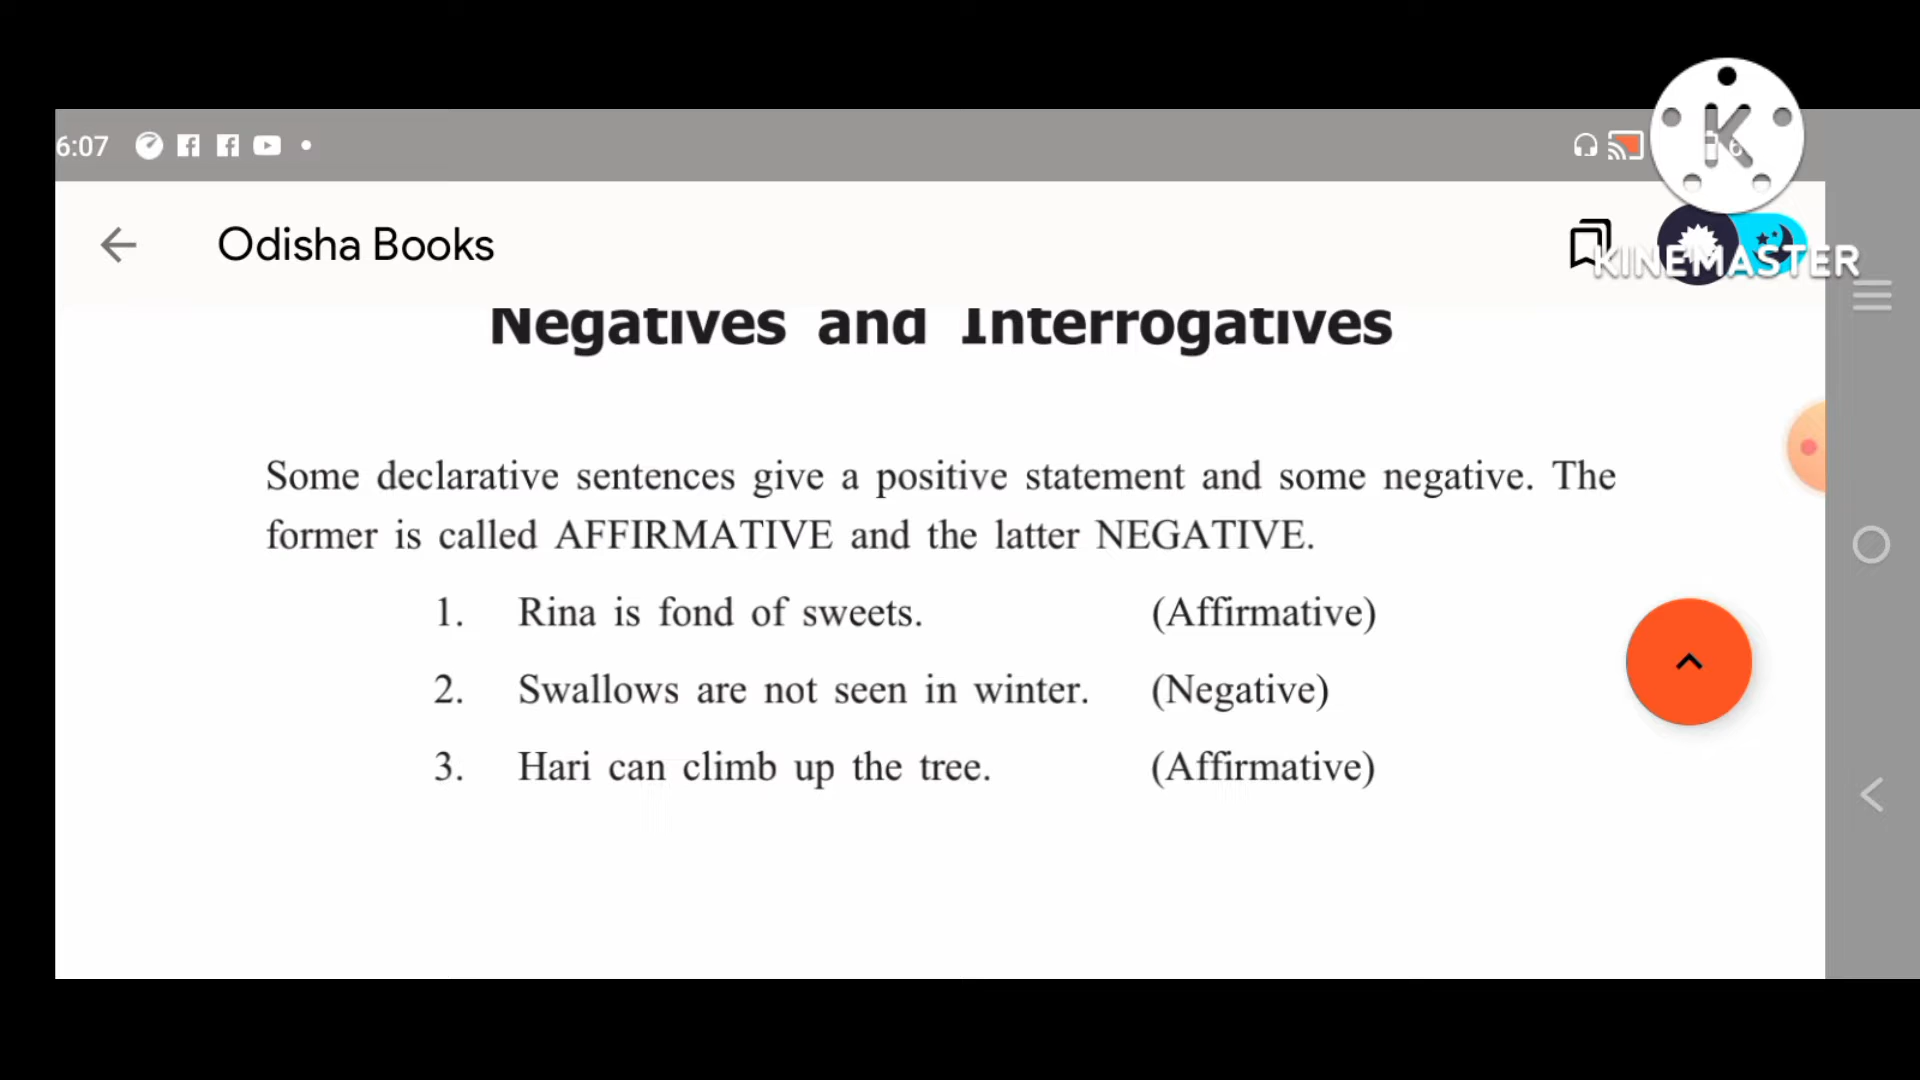 6:07
K
6
Odisha Books
KINEMASTER
Negatives and Interrogatives
Some declarative sentences give a positive statement and some negative. The
former is called AFFIRMATIVE and the latter NEGATIVE.
1. Rina is fond of sweets. (Affirmative)
2. Swallows are not seen in winter. (Negative)
3. Hari can climb up the tree. (Affirmative)